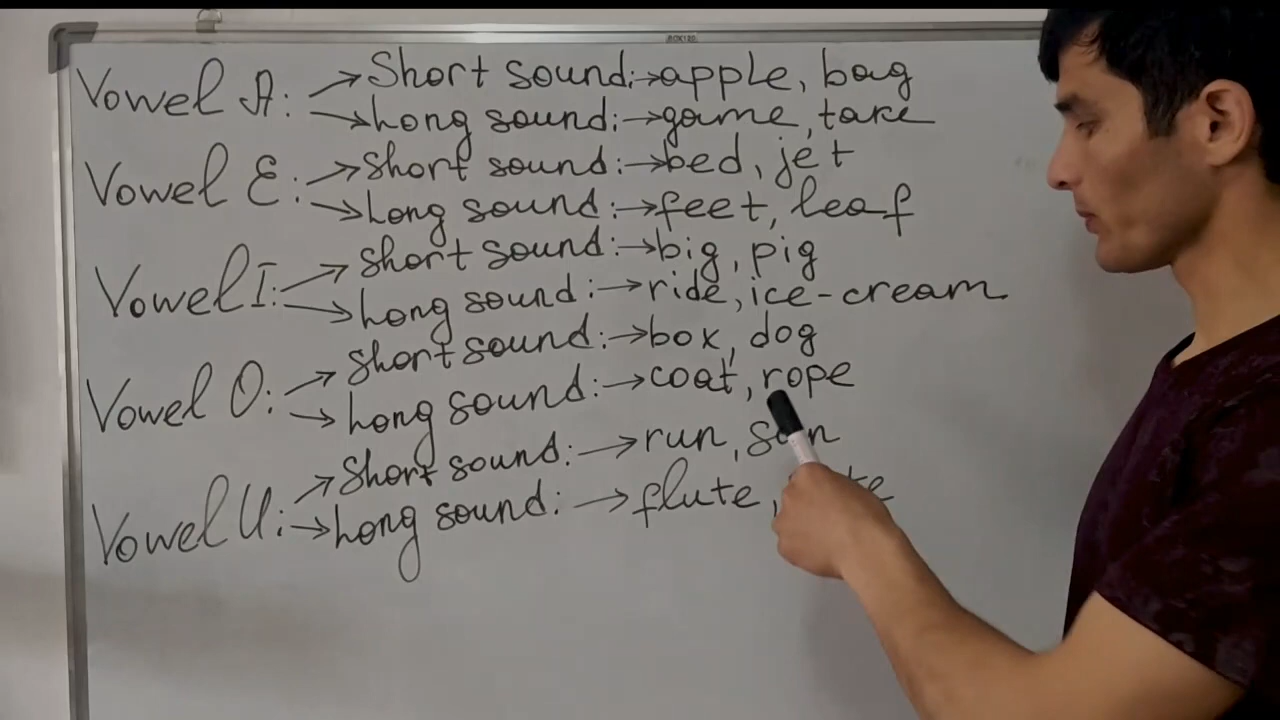 Vowel A: → Short sound: → apple, bag
→ Long sound: → game, take
Vowel E: → Short sound: → bed, jet
→ Long sound: → feet, leaf
Vowel I: → Short sound: → big, pig
→ Long sound: → ride, ice-cream
Vowel O: → Short sound: → box, dog
→ Long sound: → coat, rope
Vowel U: → Short sound: → run, sun
→ Long sound: → flute,